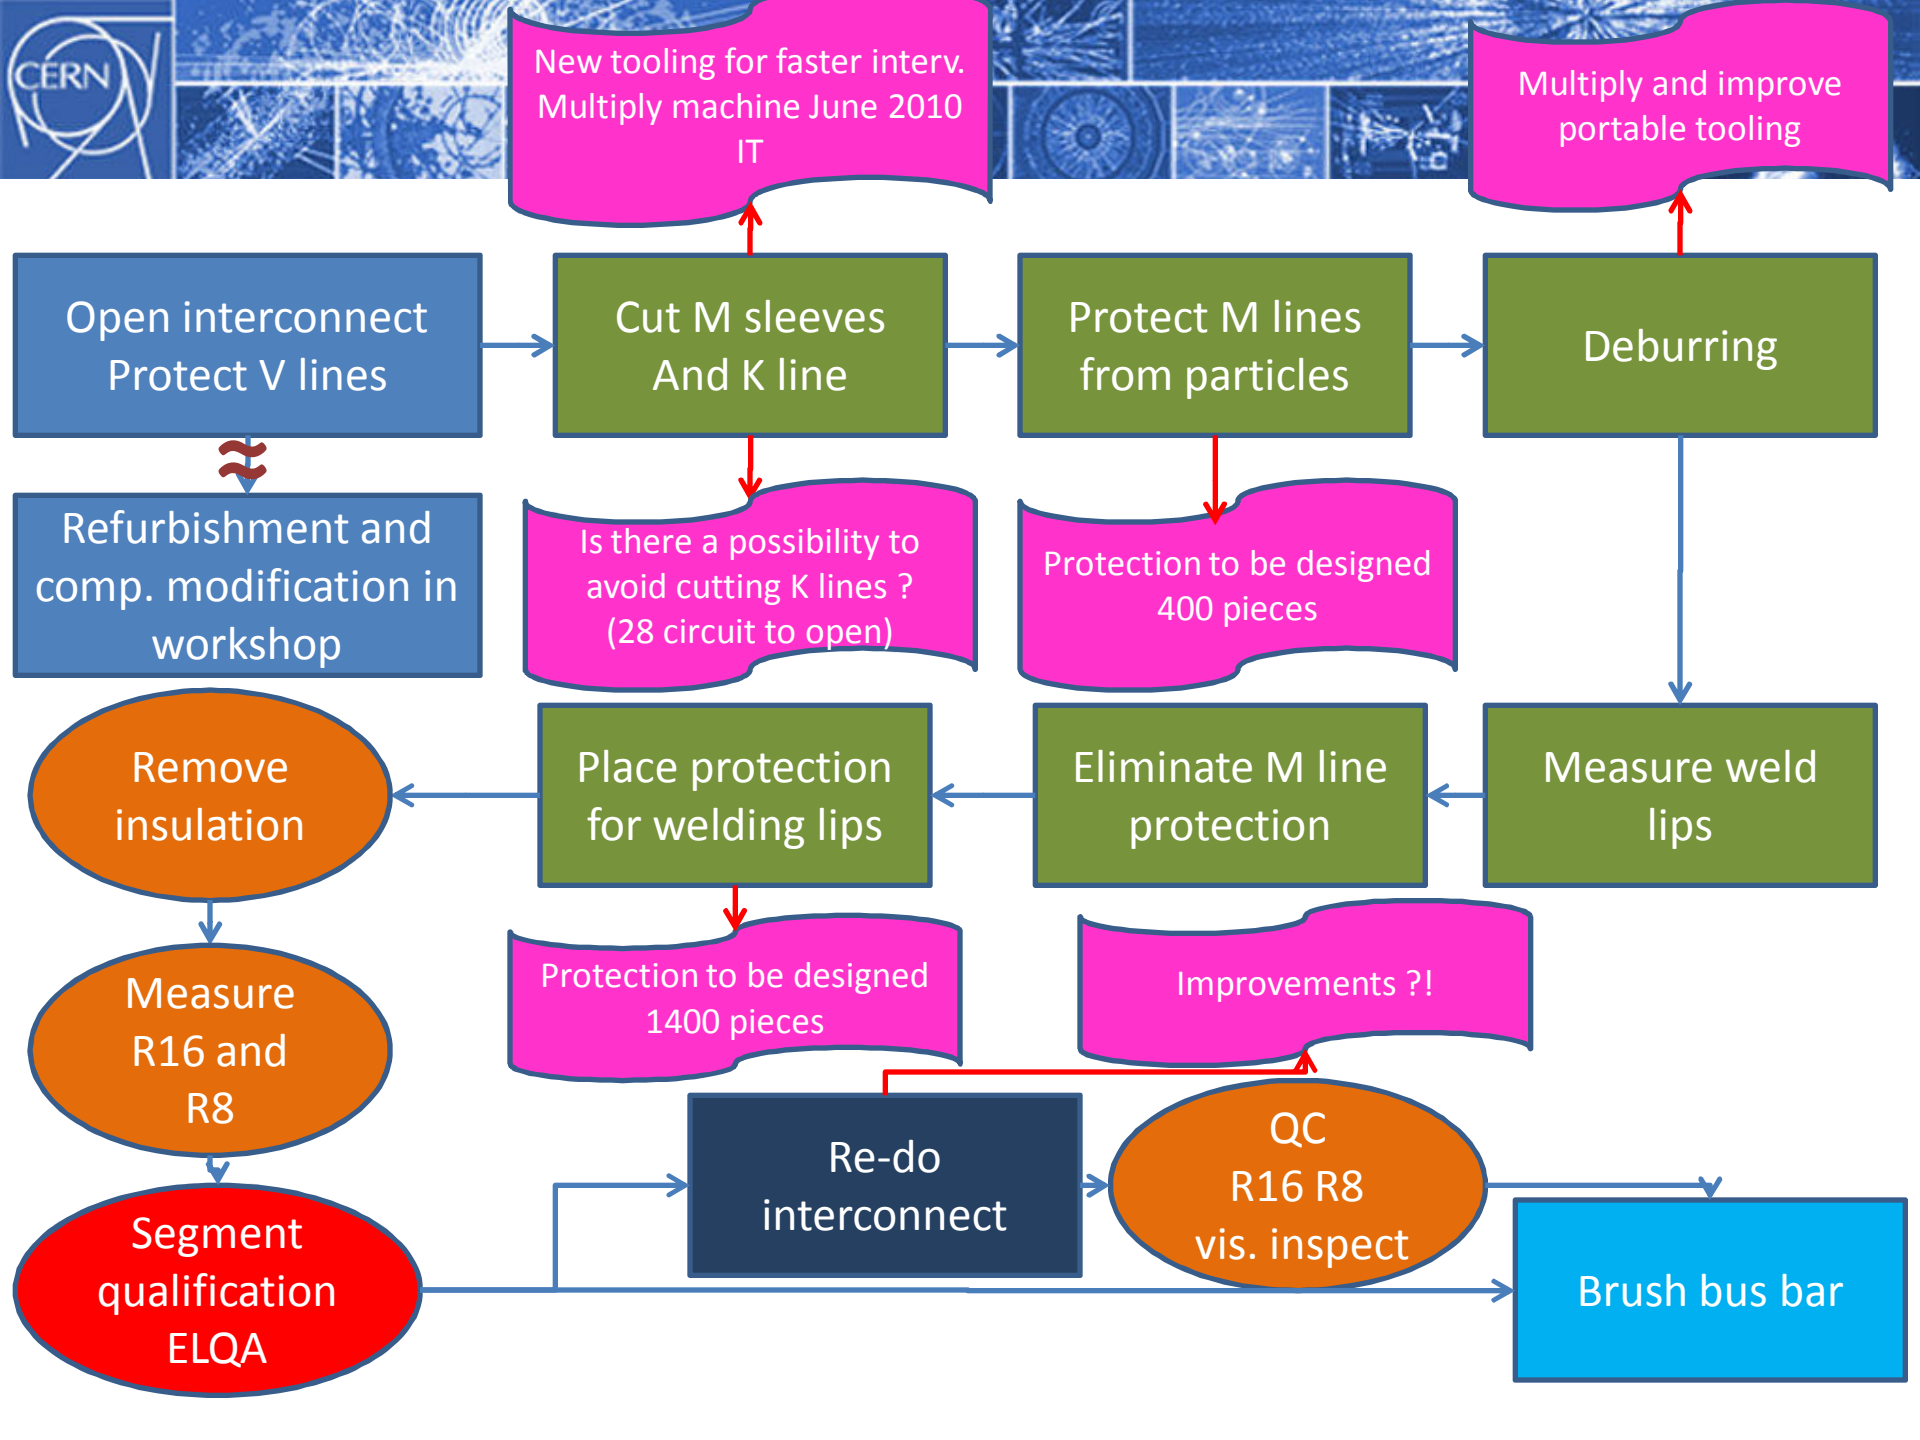 CERN
New tooling for faster interv.
Multiply machine June 2010
IT
Multiply and improve
portable tooling
Open interconnect
Protect V lines
Cut M sleeves
And K line
Protect M lines
from particles
Deburring
Refurbishment and
comp. modification in
workshop
Is there a possibility to
avoid cutting K lines ?
(28 circuit to open)
Protection to be designed
400 pieces
Remove
insulation
Place protection
for welding lips
Eliminate M line
protection
Measure weld
lips
Measure
R16 and
R8
Protection to be designed
1400 pieces
Improvements ?!
Re-do
interconnect
QC
R16 R8
vis. inspect
Segment
qualification
ELQA
Brush bus bar